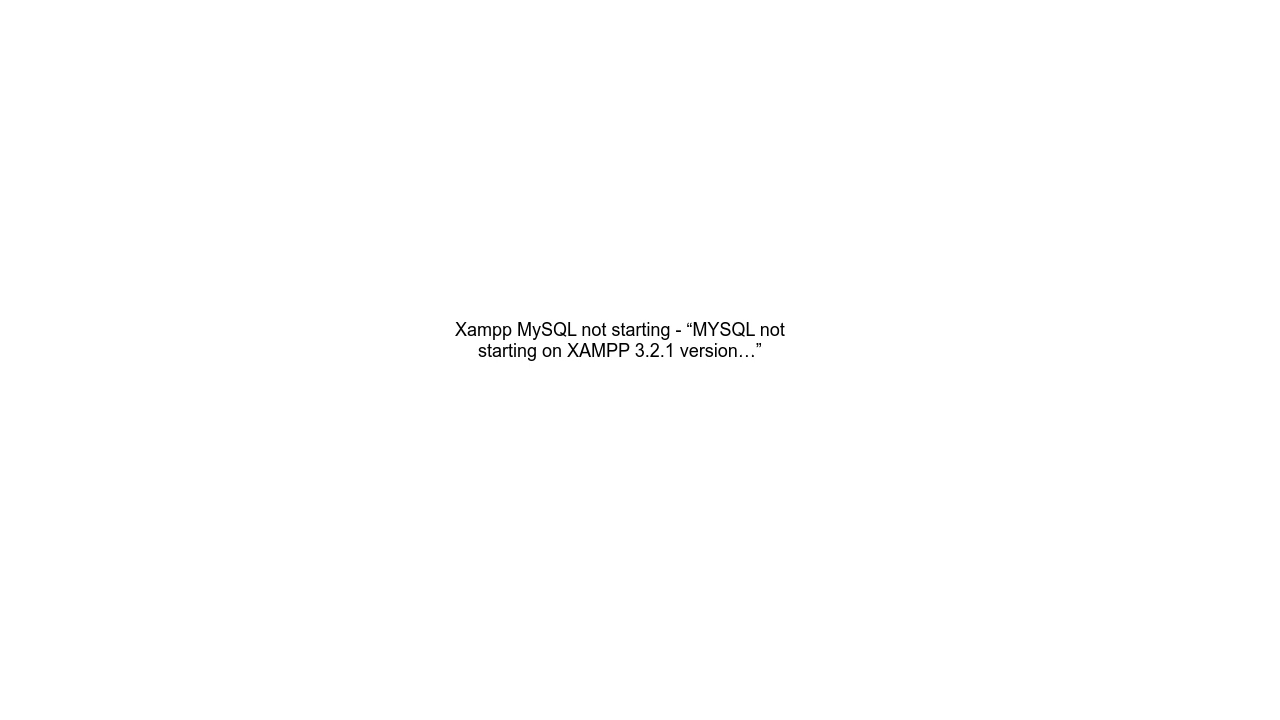 Xampp MySQL not starting - “MYSQL not
starting on XAMPP 3.2.1 version…”